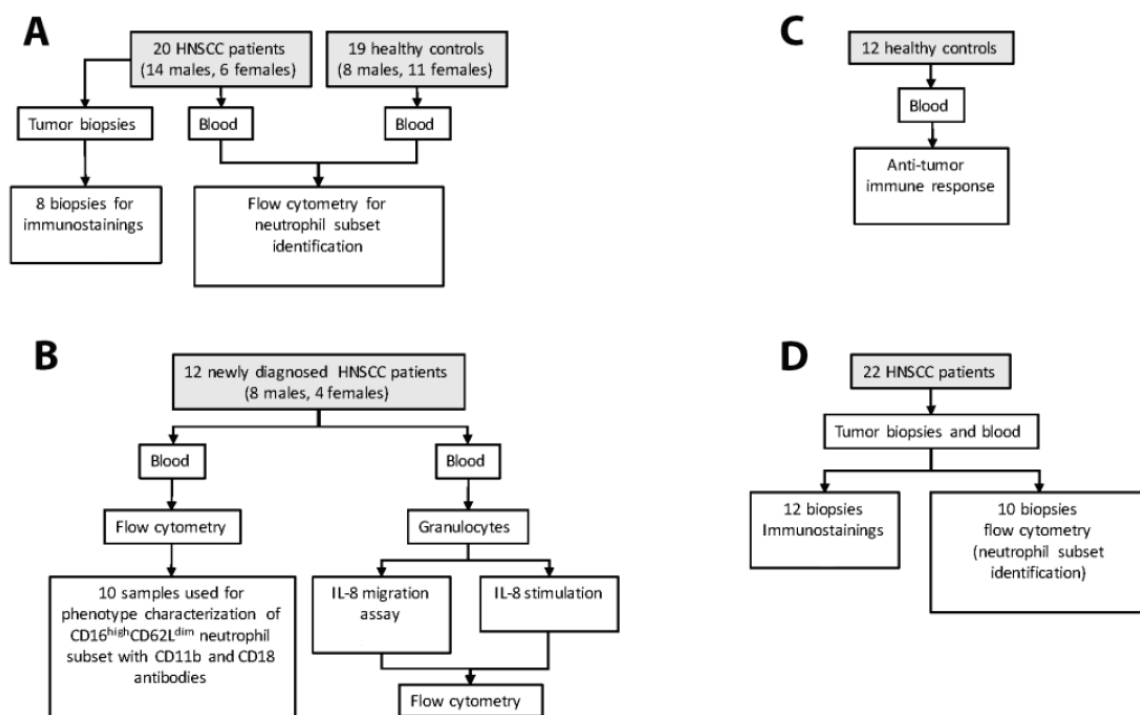 A
20 HNSCC patients
(14 males, 6 females)
19 healthy controls
(8 males, 11 females)
Tumor biopsies
Blood
Blood
8 biopsies for
immunostainings
Flow cytometry for
neutrophil subset
identification
C
12 healthy controls
Blood
Anti-tumor
immune response
B
12 newly diagnosed HNSCC patients
(8 males, 4 females)
Blood
Blood
Flow cytometry
Granulocytes
10 samples used for
phenotype characterization of
CD16highCD62Ldim neutrophil
subset with CD11b and CD18
antibodies
IL-8 migration
assay
IL-8 stimulation
Flow cytometry
D
22 HNSCC patients
Tumor biopsies and blood
12 biopsies
Immunostainings
10 biopsies
flow cytometry
(neutrophil subset
identification)